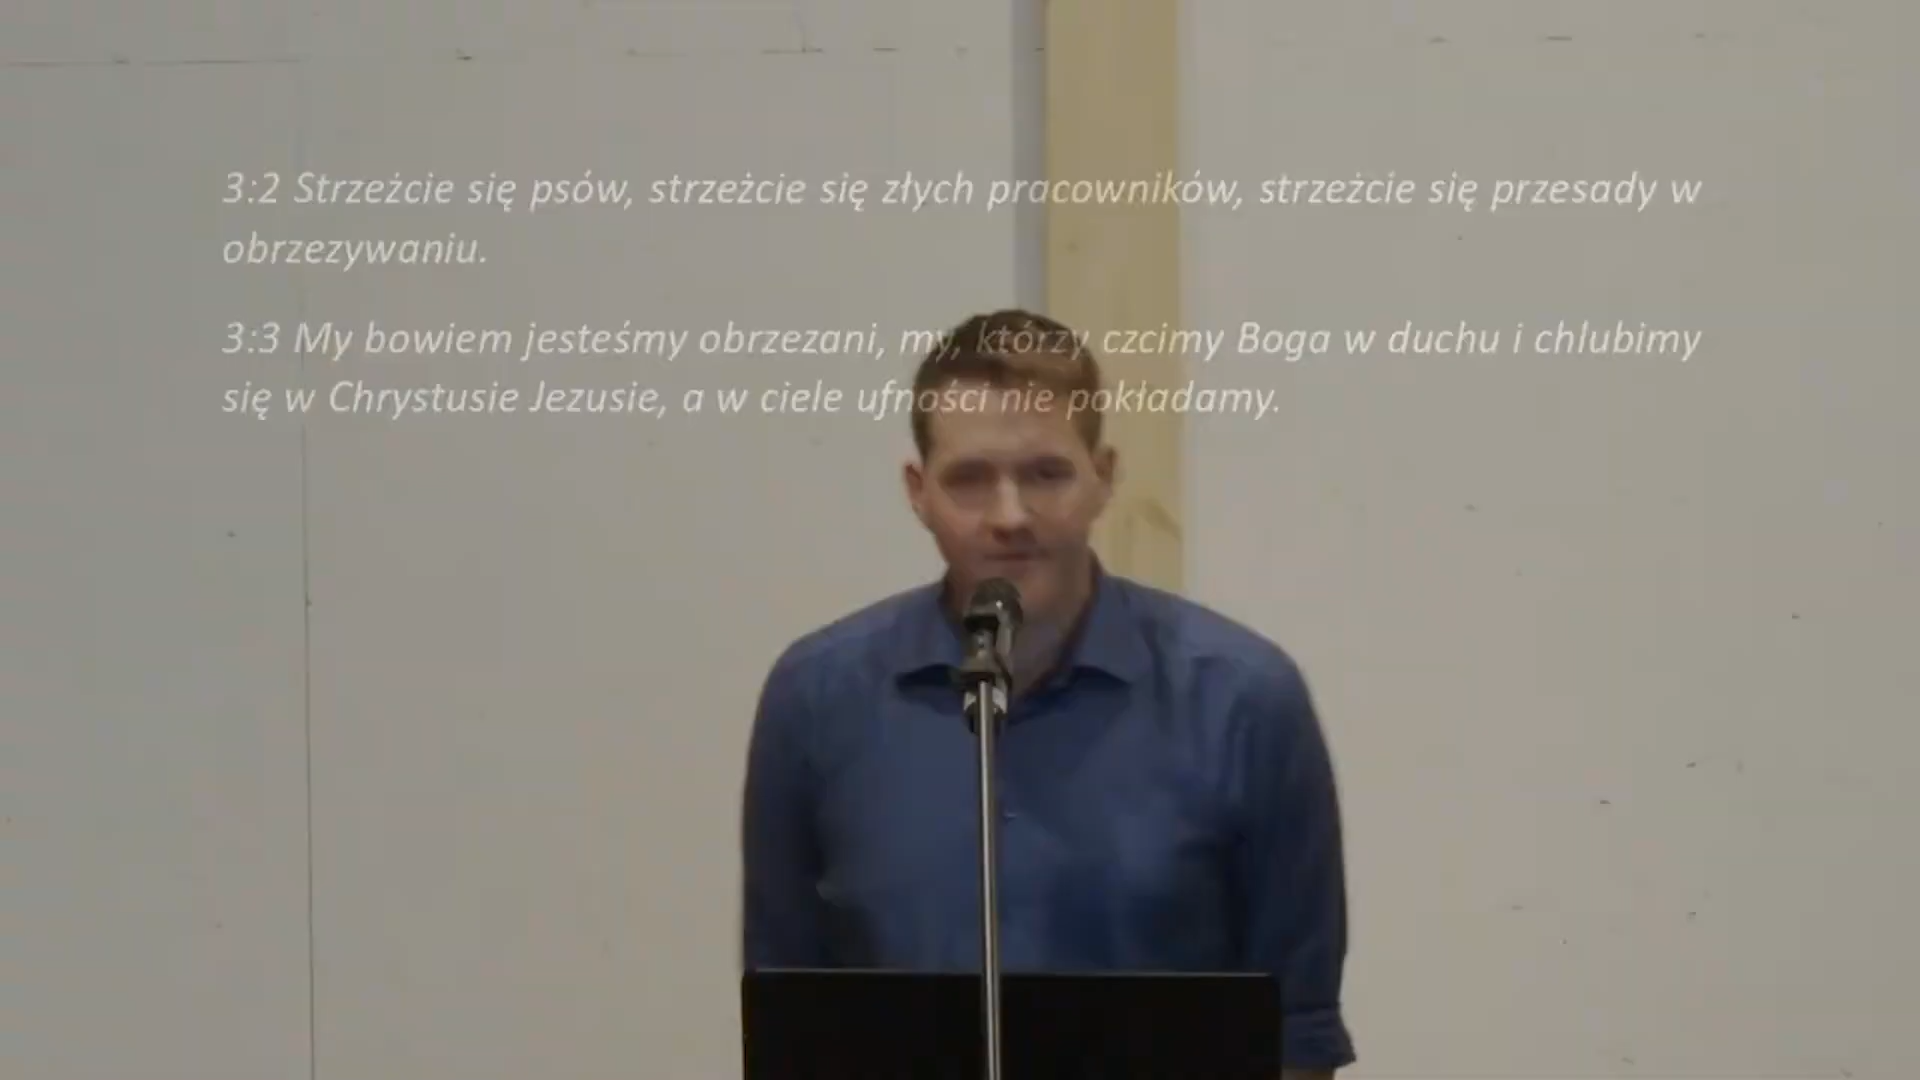 3:2 Strzeżcie się psów, strzeżcie się złych pracowników, strzeżcie się przesady w
obrzezywaniu.
3:3 My bowiem jesteśmy obrzezani, my, którzy czcimy Boga w duchu i chlubimy
się w Chrystusie Jezusie, a w ciele ufności nie pokładamy.